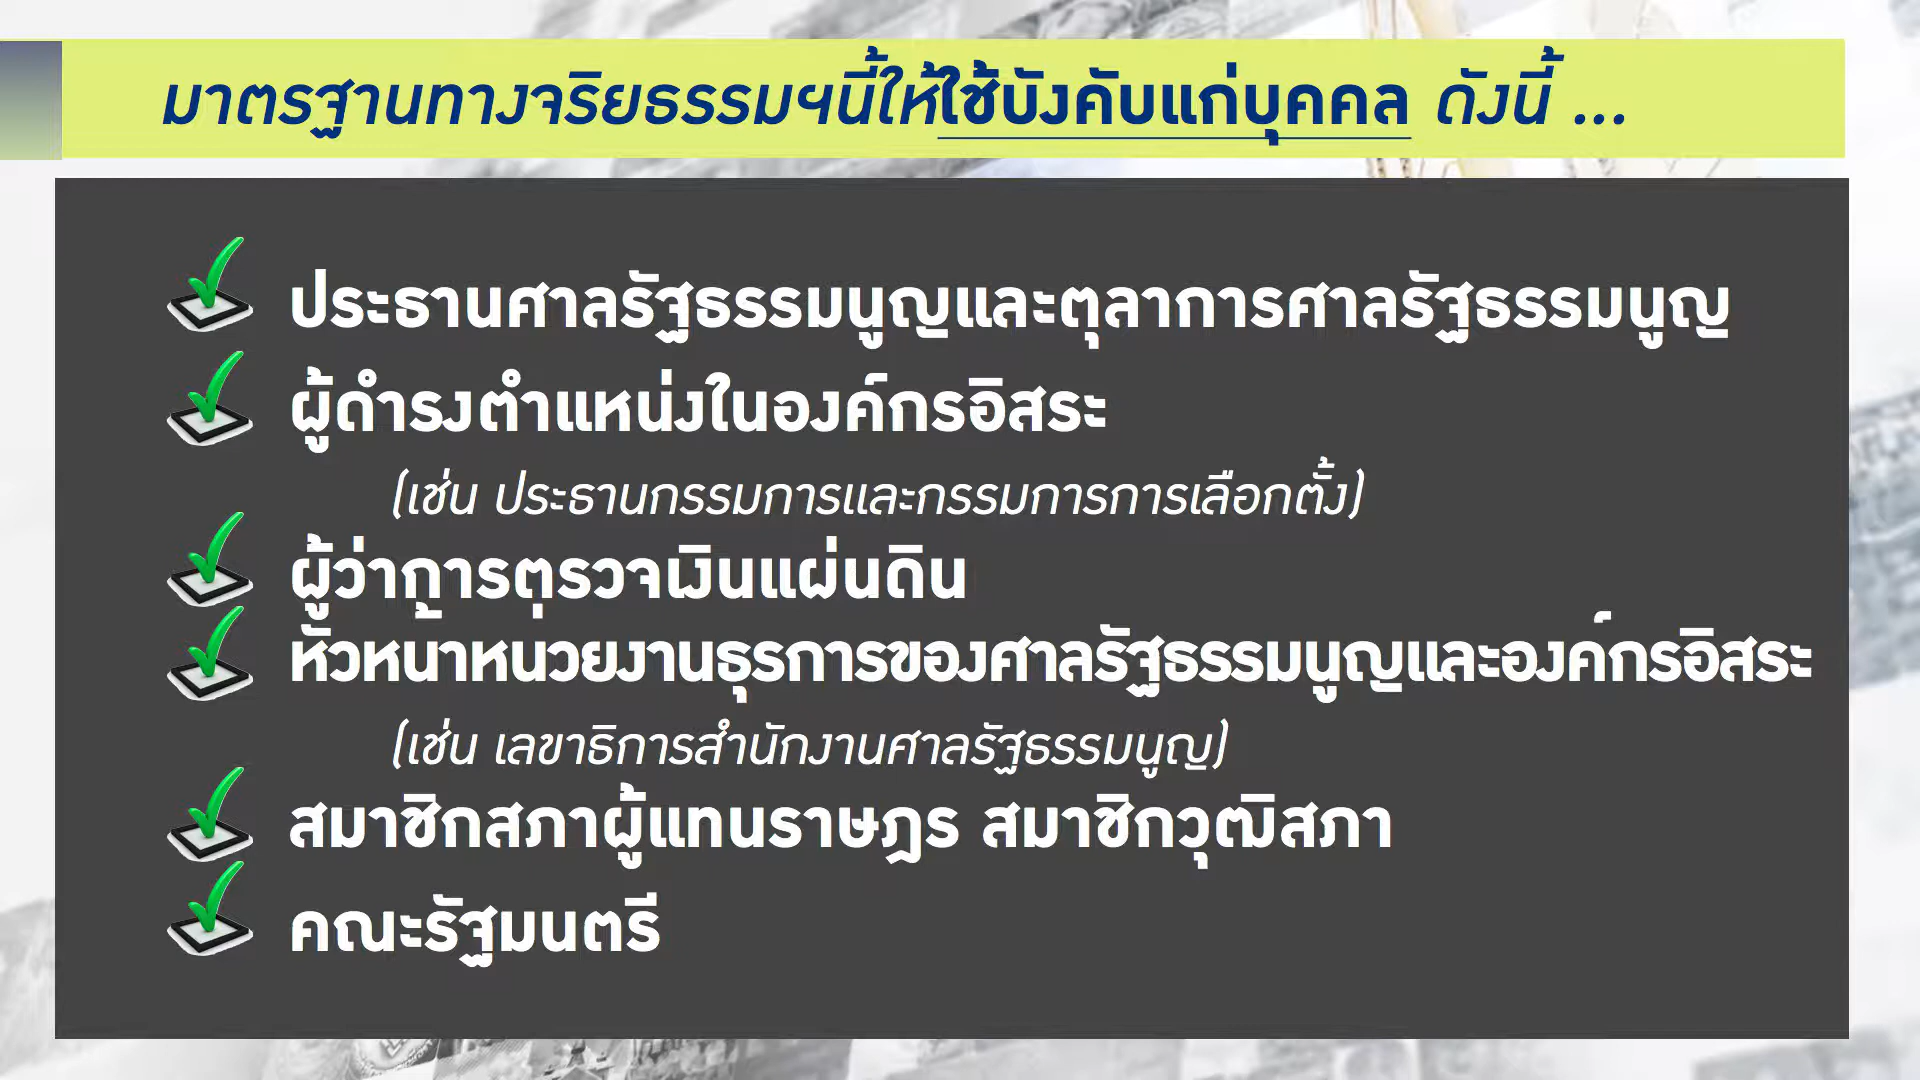 มาตรฐานทางจริยธรรมฯนี้ให้ใช้บังคับแก่บุคคล ดังนี้ ...
ประธานศาลรัฐธรรมนูญและตุลาการศาลรัฐธรรมนูญ
ผู้ดำรงตำแหน่งในองค์กรอิสระ
(เช่น ประธานกรรมการและกรรมการการเลือกตั้ง)
ผู้ว่าการตรวจเงินแผ่นดิน
หัวหน้าหน่วยงานธุรการของศาลรัฐธรรมนูญและองค์กรอิสระ
(เช่น เลขาธิการสำนักงานศาลรัฐธรรมนูญ)
สมาชิกสภาผู้แทนราษฎร สมาชิกวุฒิสภา
คณะรัฐมนตรี